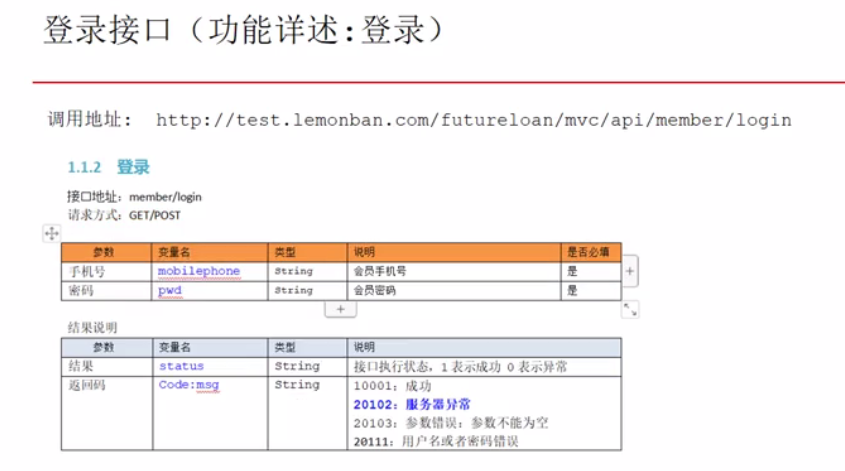 登录接口（功能详述:登录）
调用地址： http://test.lemonban.com/futureloan/mvc/api/member/login
1.1.2 登录
接口地址：member/login
请求方式：GET/POST
参数 变量名 类型 说明 是否必填
手机号 mobilephone String 会员手机号 是
密码 pwd String 会员密码 是
结果说明
参数 变量名 类型 说明
结果 status String 接口执行状态，1 表示成功 0 表示异常
返回码 Code:msg String 10001：成功
20102：服务器异常
20103：参数错误：参数不能为空
20111：用户名或者密码错误